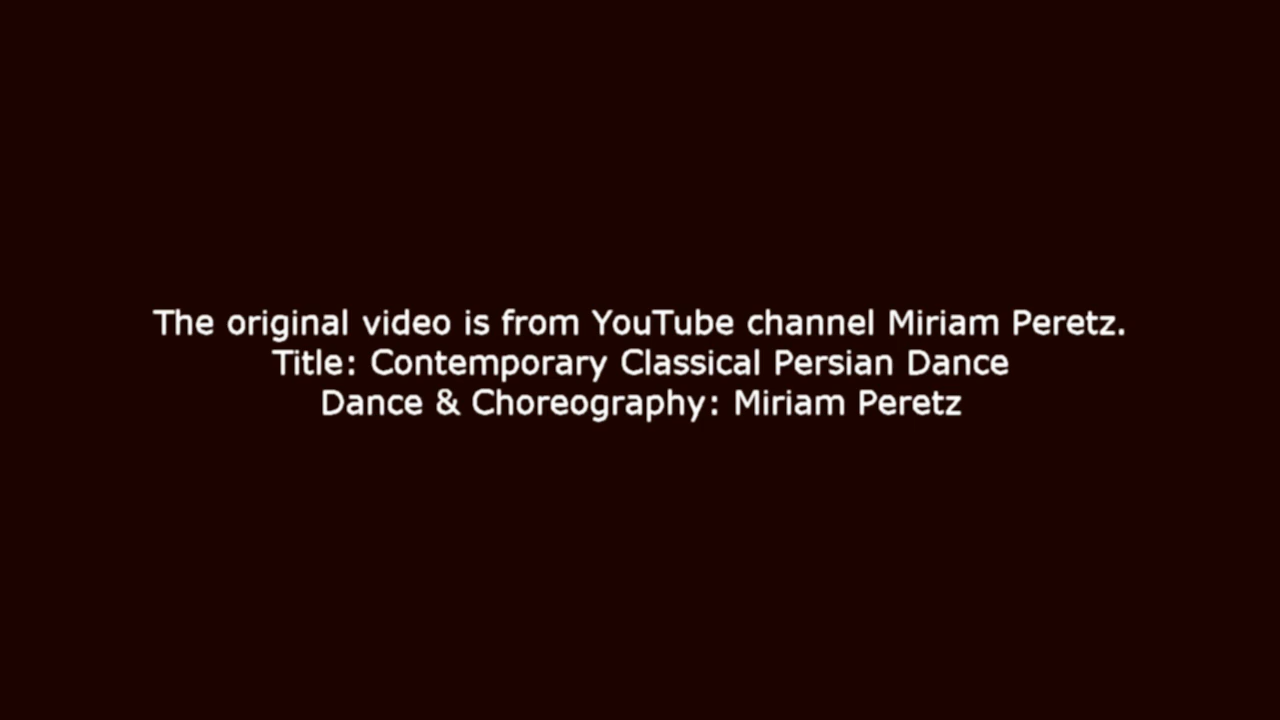 The original video is from YouTube channel Miriam Peretz.
Title: Contemporary Classical Persian Dance
Dance & Choreography: Miriam Peretz